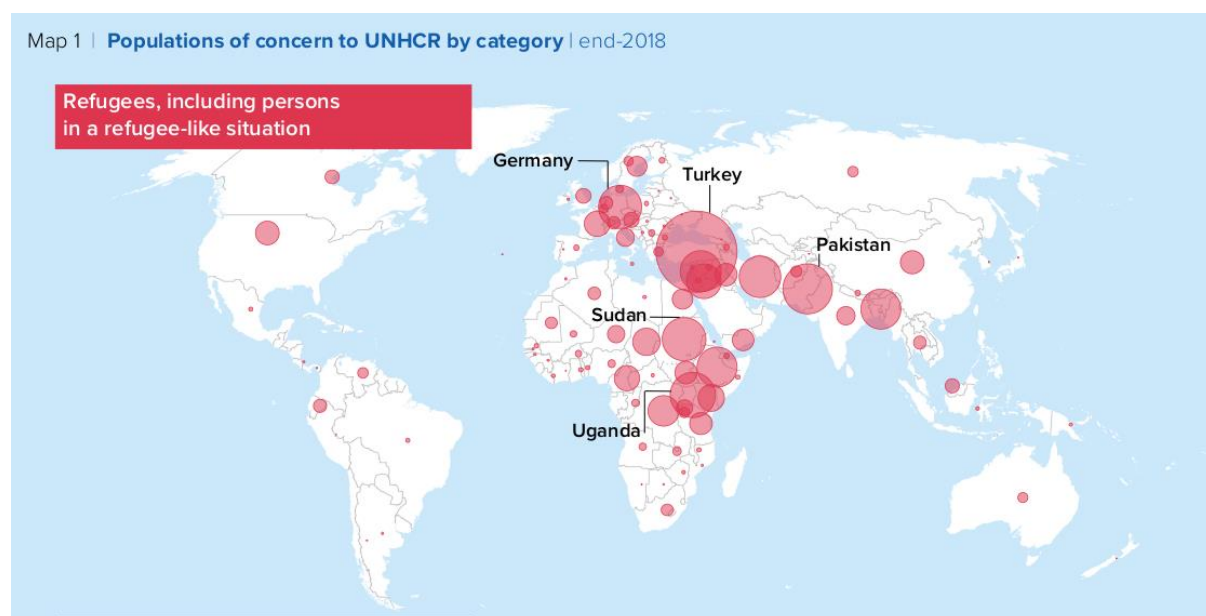 Map 1 | Populations of concern to UNHCR by category | end-2018
Refugees, including persons
in a refugee-like situation
Germany
Turkey
Pakistan
Sudan
Uganda